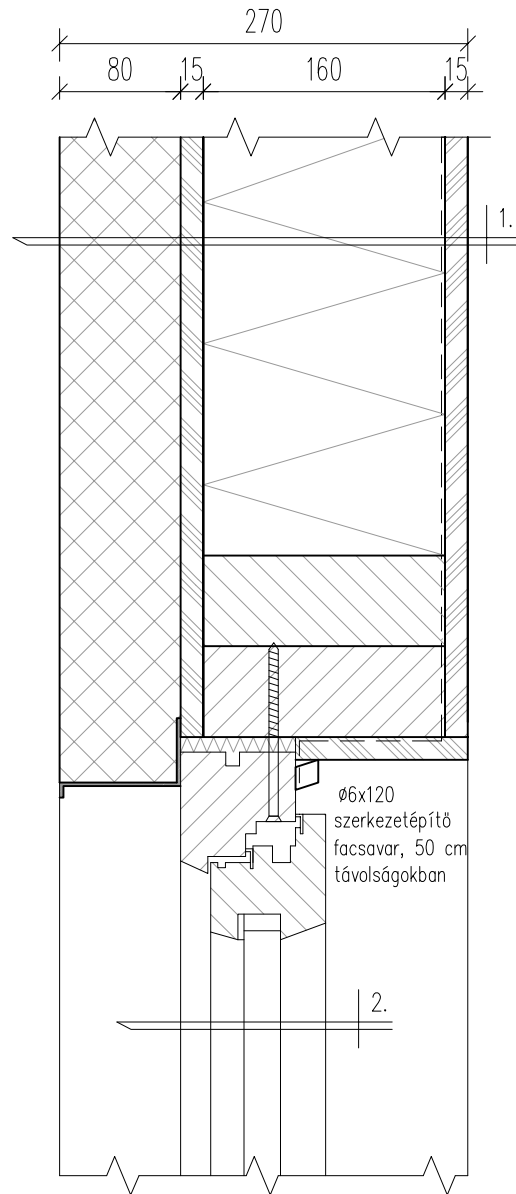 270
80 15 160 15
1.
Ø6x120
szerkezetépítő
facsavar, 50 cm
távolságokban
2.